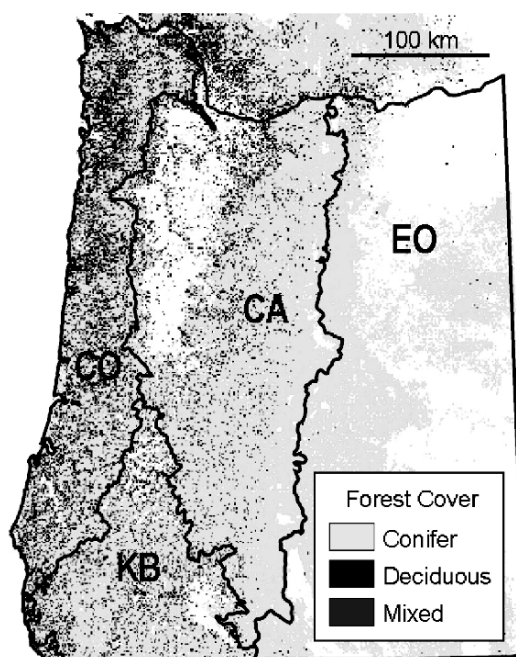 100 km
EO
CA
CO
KB
Forest Cover
Conifer
Deciduous
Mixed